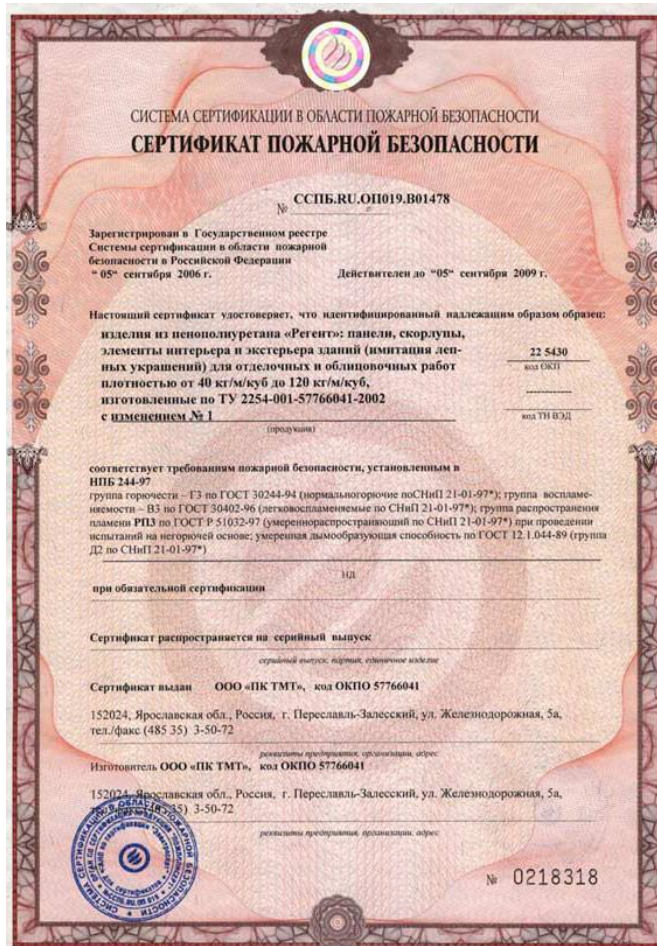 СИСТЕМА СЕРТИФИКАЦИИ В ОБЛАСТИ ПОЖАРНОЙ БЕЗОПАСНОСТИ
СЕРТИФИКАТ ПОЖАРНОЙ БЕЗОПАСНОСТИ
№ ССПБ.RU.ОП019.В01478
Зарегистрирован в Государственном реестре
Системы сертификации в области пожарной
безопасности в Российской Федерации
“ 05“ сентября 2006 г. Действителен до “05“ сентября 2009 г.
Настоящий сертификат удостоверяет, что идентифицированный надлежащим образом образец:
изделия из пенополиуретана «Регент»: панели, скорлупы,
элементы интерьера и экстерьера зданий (имитация леп-
ных украшений) для отделочных и облицовочных работ
плотностью от 40 кг/м/куб до 120 кг/м/куб,
изготовленные по ТУ 2254-001-57766041-2002
с изменением № 1
(продукция)
22 5430
код ОКП
------------
код ТН ВЭД
соответствует требованиям пожарной безопасности, установленным в
НПБ 244-97
группа горючести – Г3 по ГОСТ 30244-94 (нормальногорючие поСНиП 21-01-97*); группа воспламе-
няемости – В3 по ГОСТ 30402-96 (легковоспламеняемые по СНиП 21-01-97*); группа распространения
пламени РП3 по ГОСТ Р 51032-97 (умереннораспространяющий по СНиП 21-01-97*) при проведении
испытаний на негорючей основе; умеренная дымообразующая способность по ГОСТ 12.1.044-89 (группа
Д2 по СНиП 21-01-97*)
НД
при обязательной сертификации
Сертификат распространяется на серийный выпуск
серийный выпуск, партия, единичное изделие
Сертификат выдан ООО «ПК ТМТ», код ОКПО 57766041
152024, Ярославская обл., Россия, г. Переславль-Залесский, ул. Железнодорожная, 5а,
тел./факс (485 35) 3-50-72
реквизиты предприятия, организации, адрес
Изготовитель ООО «ПК ТМТ», код ОКПО 57766041
152024, Ярославская обл., Россия, г. Переславль-Залесский, ул. Железнодорожная, 5а,
(485 35) 3-50-72
реквизиты предприятия, организации, адрес
№ 0218318